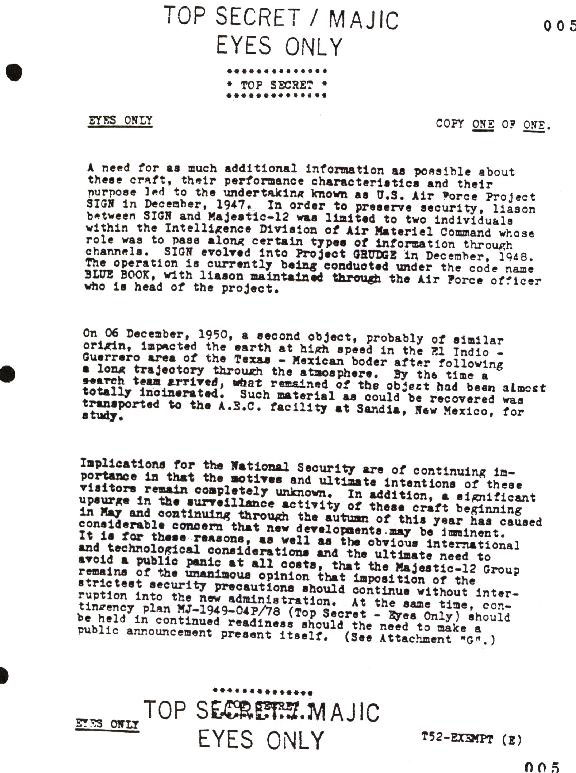 TOP SECRET / MAJIC
EYES ONLY
005
* TOP SECRET *
EYES ONLY
COPY ONE OF ONE.
A need for as much additional information as possible about
these craft, their performance characteristics and their
purpose led to the undertaking known as U.S. Air Force Project
SIGN in December, 1947. In order to preserve security, liason
between SIGN and Majestic-12 was limited to two individuals
within the Intelligence Division of Air Materiel Command whose
role was to pass along certain types of information through
channels. SIGN evolved into Project GRUDGE in December, 1948.
The operation is currently being conducted under the code name
BLUE BOOK, with liason maintained through the Air Force officer
who is head of the project.
On 06 December, 1950, a second object, probably of similar
origin, impacted the earth at high speed in the El Indio -
Guerrero area of the Texas - Mexican boder after following
a long trajectory through the atmosphere. By the time a
search team arrived, what remained of the object had been almost
totally incinerated. Such material as could be recovered was
transported to the A.E.C. facility at Sandia, New Mexico, for
study.
Implications for the National Security are of continuing im-
portance in that the motives and ultimate intentions of these
visitors remain completely unknown. In addition, a significant
upsurge in the surveillance activity of these craft beginning
in May and continuing through the autumn of this year has caused
considerable concern that new developments may be imminent.
It is for these reasons, as well as the obvious international
and technological considerations and the ultimate need to
avoid a public panic at all costs, that the Majestic-12 Group
remains of the unanimous opinion that imposition of the
strictest security precautions should continue without inter-
ruption into the new administration. At the same time, con-
tingency plan MJ-1949-04P/78 (Top Secret - Eyes Only) should
be held in continued readiness should the need to make a
public announcement present itself. (See Attachment "G".)
TOP SECRET
EYES ONLY
TOP SECRET / MAJIC
EYES ONLY
T52-EXEMPT (E)
005